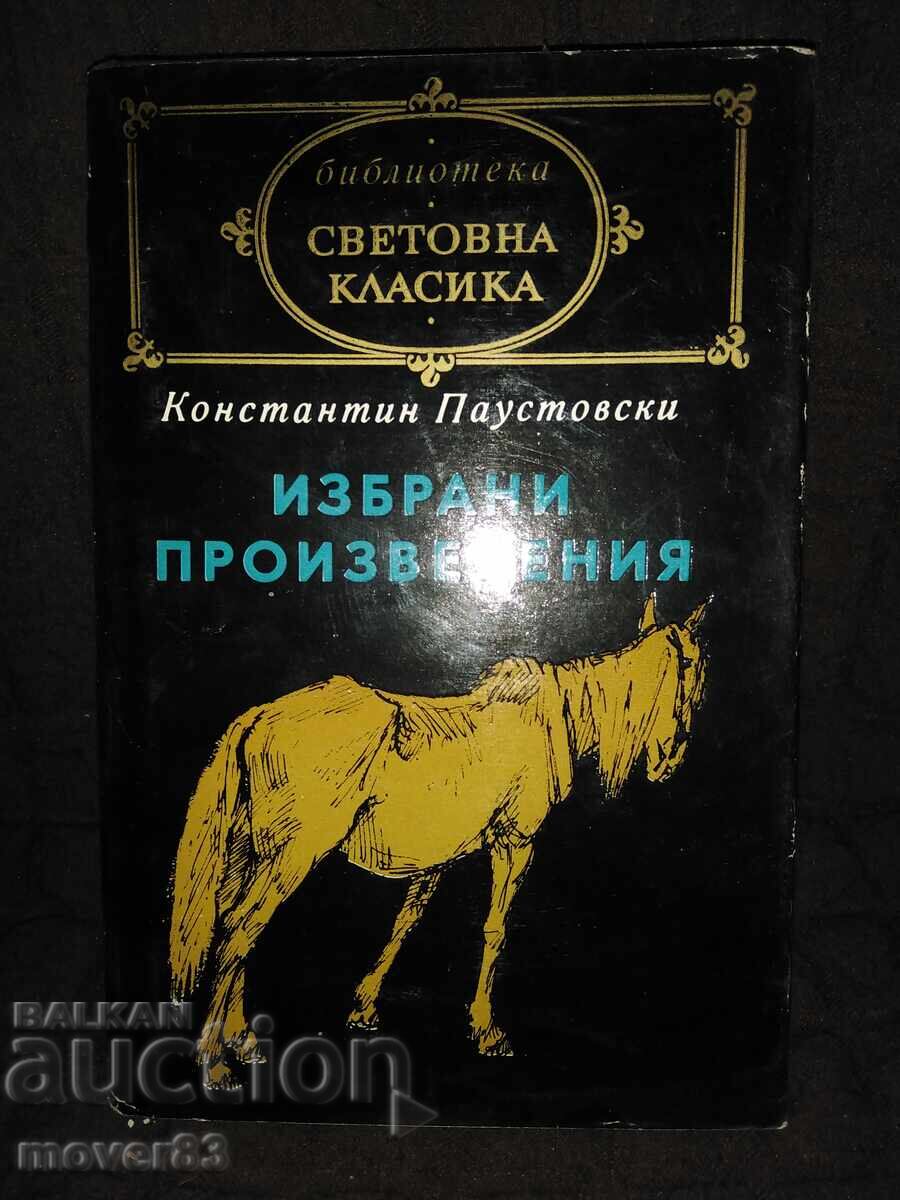 библиотека
СВЕТОВНА
КЛАСИКА
Константин Паустовски
ИЗБРАНИ
ПРОИЗВЕДЕНИЯ
BALKAN
auction
mover83